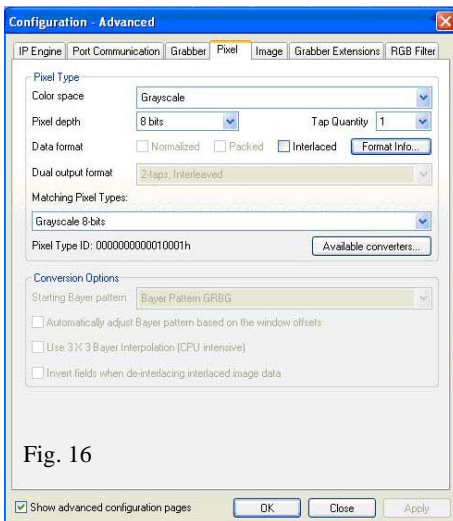 Configuration - Advanced
IP Engine Port Communication Grabber Pixel Image Grabber Extensions RGB Filter
Pixel Type
Color space Grayscale
Pixel depth 8 bits Tap Quantity 1
Data format Normalized Packed Interlaced Format Info...
Dual output format 2-taps, Interleaved
Matching Pixel Types:
Grayscale 8-bits
Pixel Type ID: 0000000000010001h Available converters...
Conversion Options
Starting Bayer pattern Bayer Pattern GRBG
Automatically adjust Bayer pattern based on the window offsets
Use 3X3 Bayer Interpolation (CPU intensive)
Invert fields when de-interlacing interlaced image data
Fig. 16
Show advanced configuration pages OK Close Apply